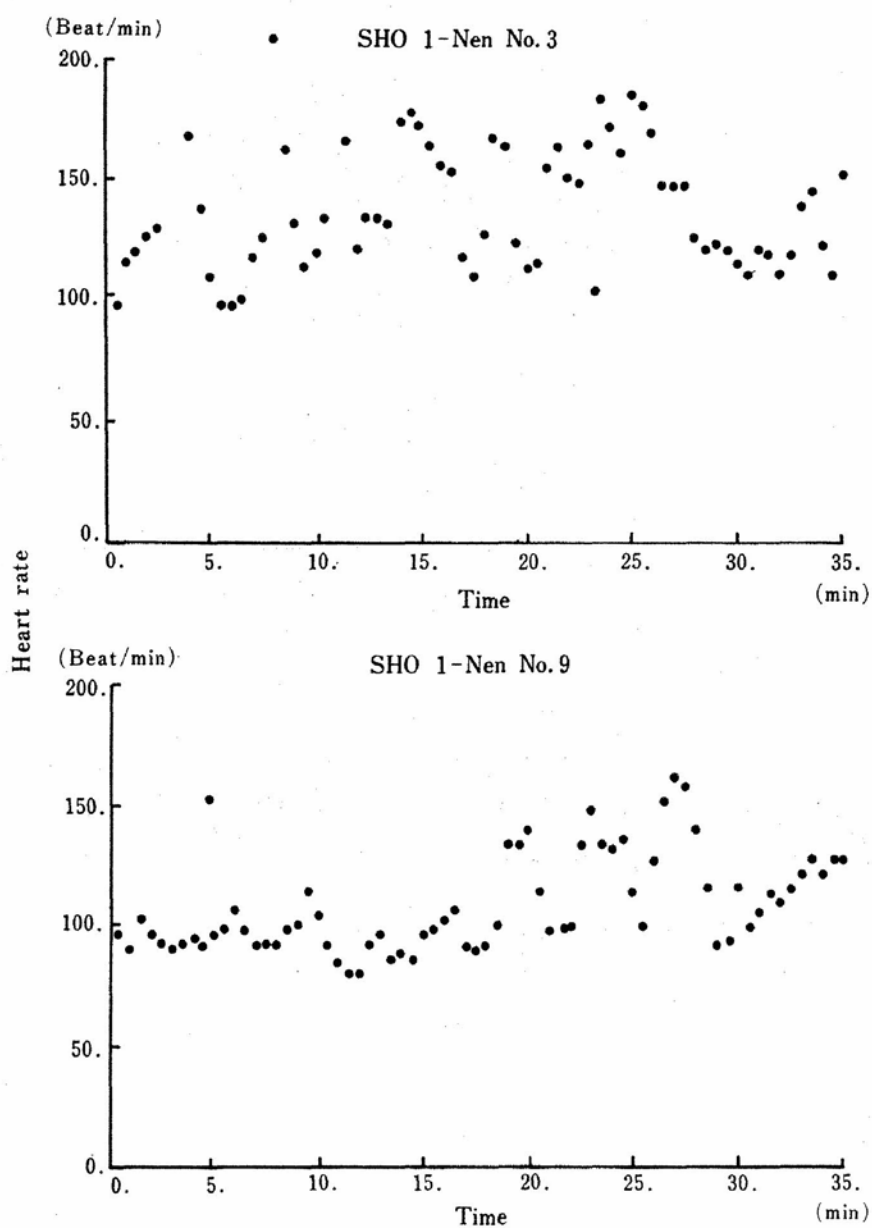 (Beat/min)
SHO 1-Nen No.3
200.
150.
100.
50.
0.
0. 5. 10. 15. 20. 25. 30. 35.
Time (min)
Heart rate
(Beat/min)
SHO 1-Nen No.9
200.
150.
100.
50.
0.
0. 5. 10. 15. 20. 25. 30. 35.
Time (min)